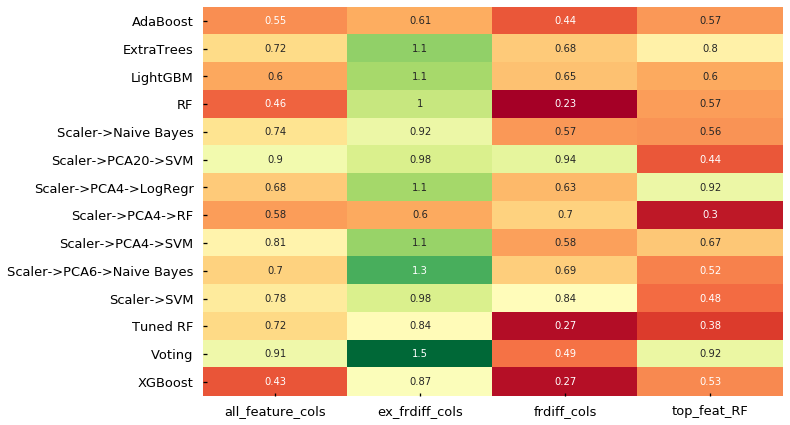 AdaBoost 0.55 0.61 0.44 0.57
ExtraTrees 0.72 1.1 0.68 0.8
LightGBM 0.6 1.1 0.65 0.6
RF 0.46 1 0.23 0.57
Scaler->Naive Bayes 0.74 0.92 0.57 0.56
Scaler->PCA20->SVM 0.9 0.98 0.94 0.44
Scaler->PCA4->LogRegr 0.68 1.1 0.63 0.92
Scaler->PCA4->RF 0.58 0.6 0.7 0.3
Scaler->PCA4->SVM 0.81 1.1 0.58 0.67
Scaler->PCA6->Naive Bayes 0.7 1.3 0.69 0.52
Scaler->SVM 0.78 0.98 0.84 0.48
Tuned RF 0.72 0.84 0.27 0.38
Voting 0.91 1.5 0.49 0.92
XGBoost 0.43 0.87 0.27 0.53
all_feature_cols ex_frdiff_cols frdiff_cols top_feat_RF